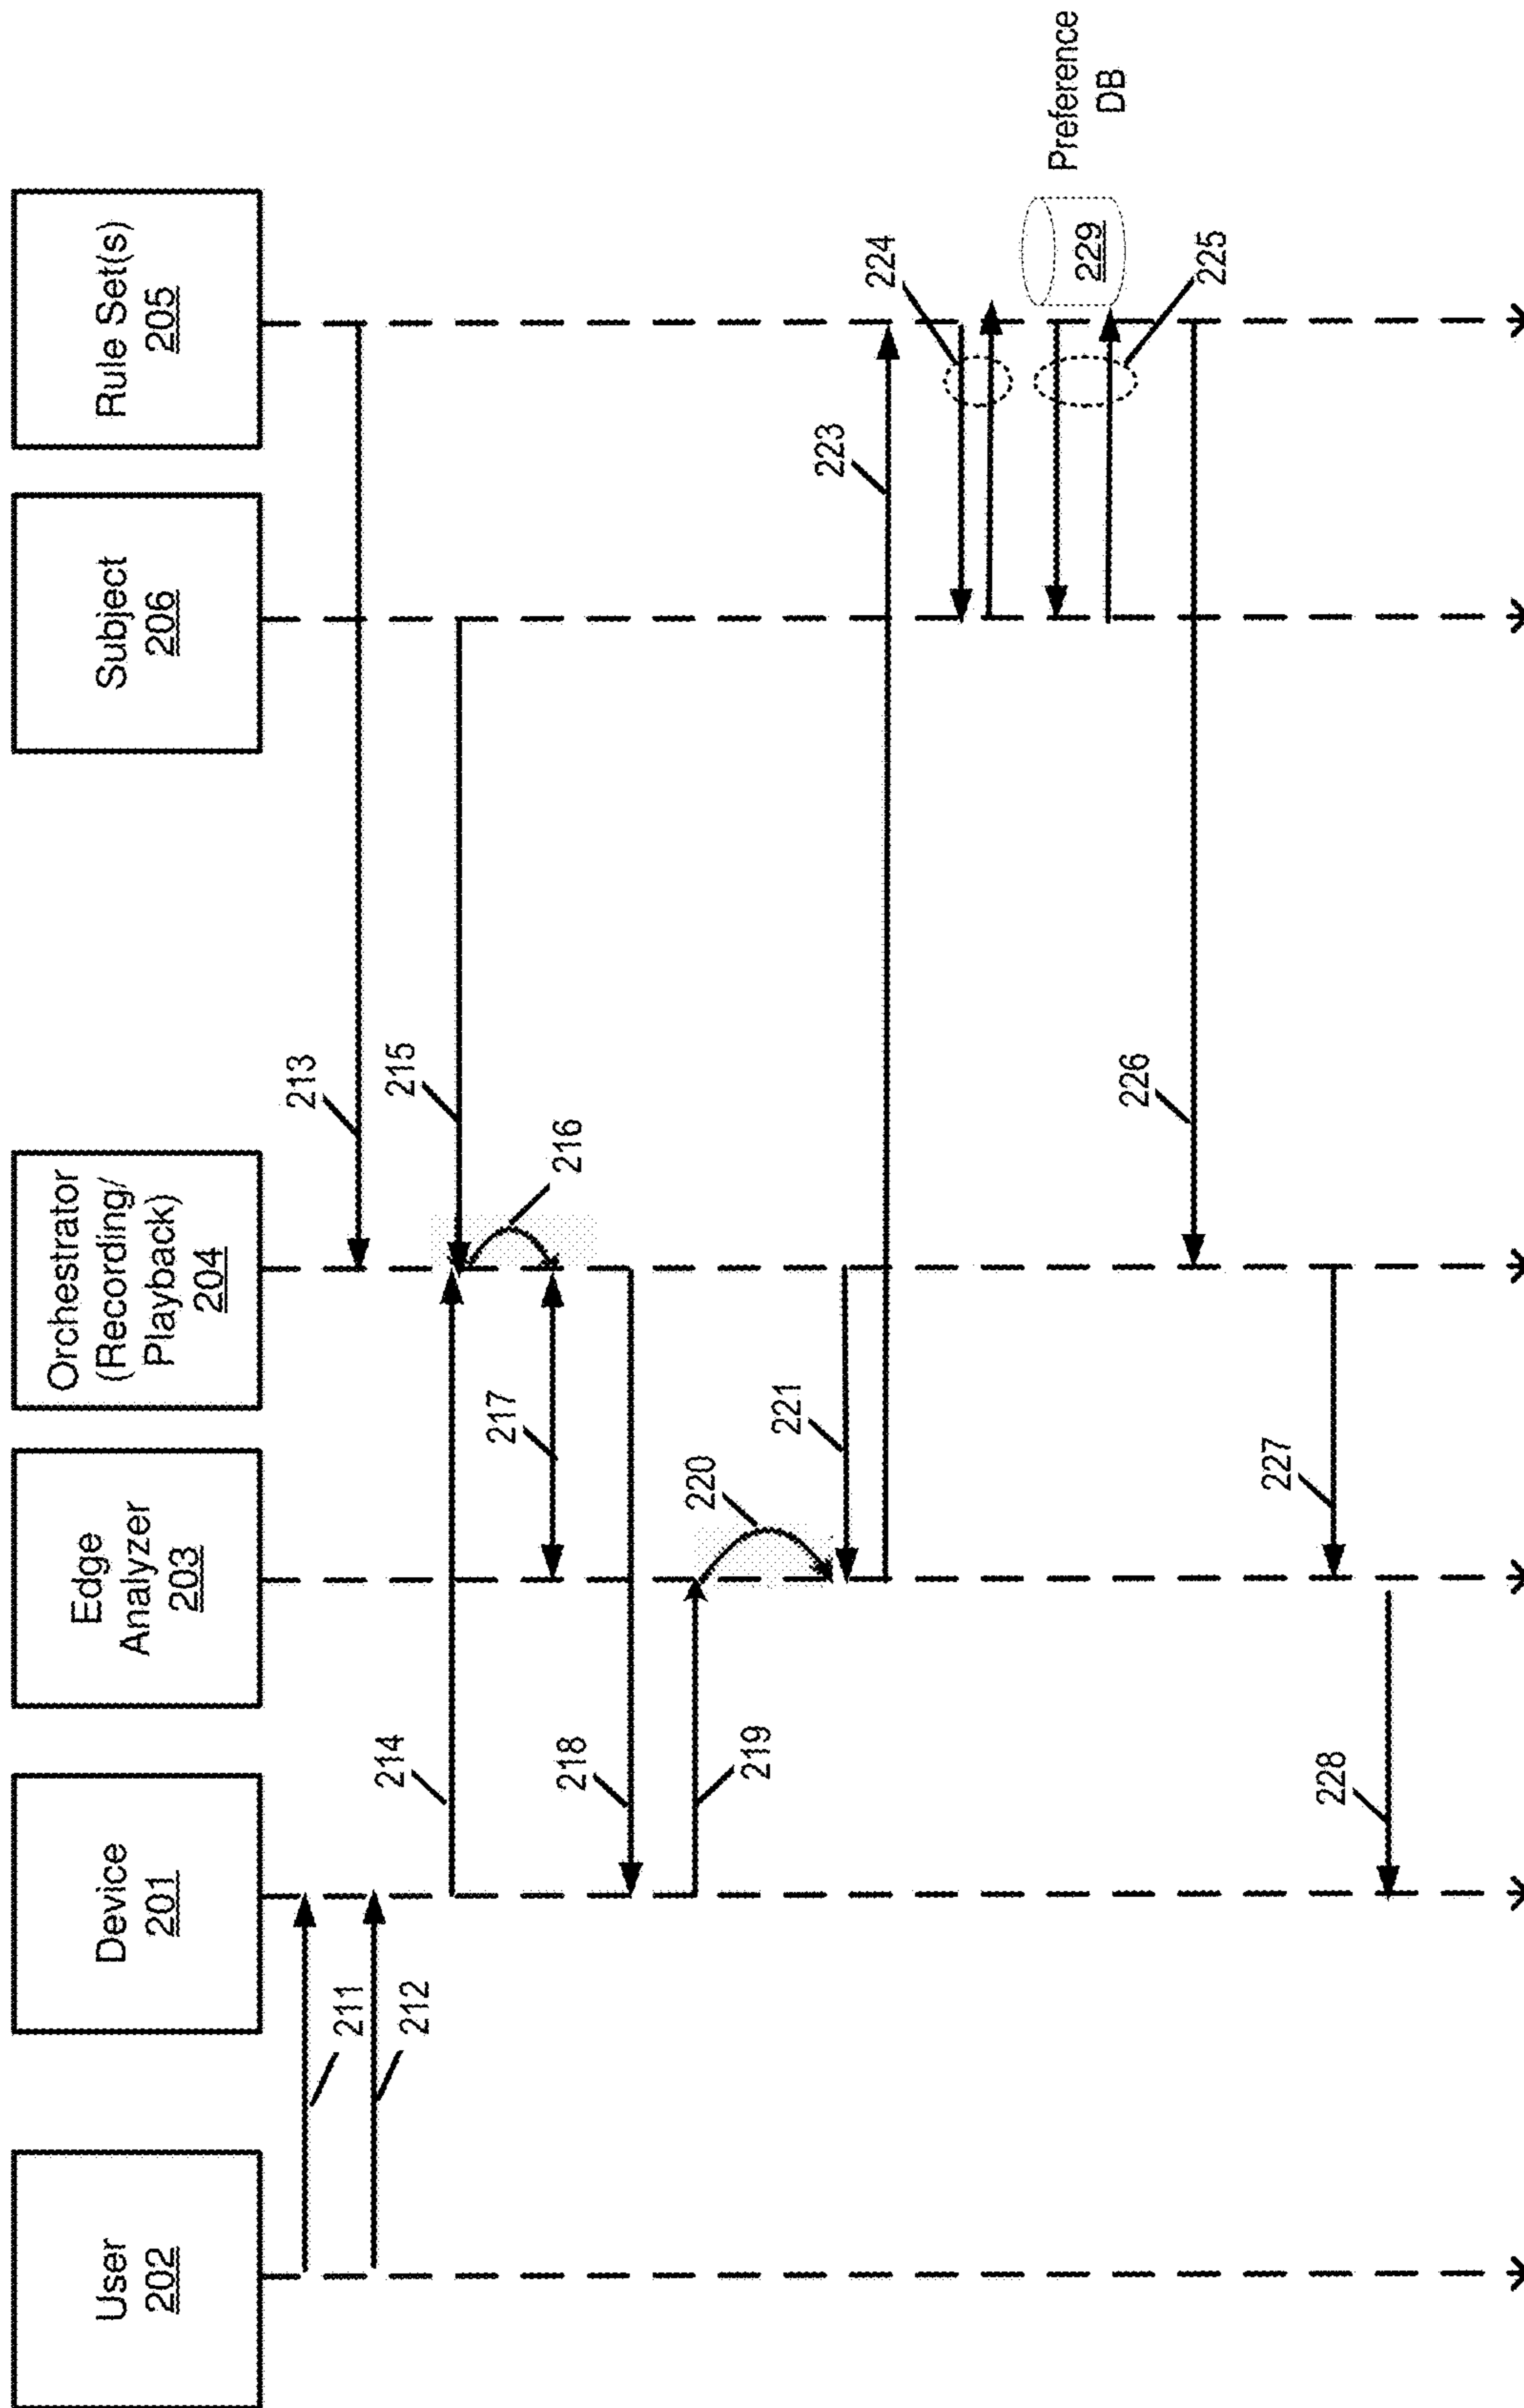 User
202
Device
201
Edge
Analyzer
203
Orchestrator
(Recording/
Playback)
204
Subject
206
Rule Set(s)
205
211
212
213
214
215
216
217
218
219
220
221
223
224
Preference
DB
229
225
226
227
228